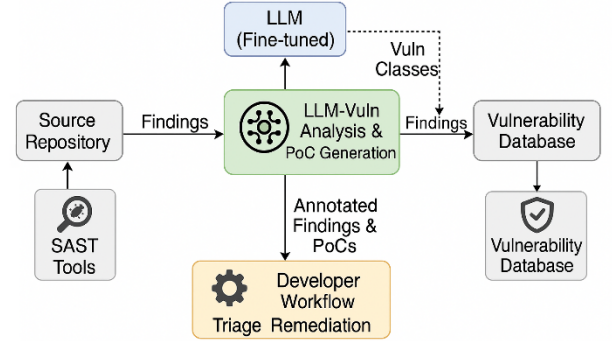 LLM
(Fine-tuned)
Vuln
Classes
Source
Repository
Findings
LLM-Vuln
Analysis &
PoC Generation
Findings
Vulnerability
Database
SAST
Tools
Annotated
Findings &
PoCs
Vulnerability
Database
Developer
Workflow
Triage Remediation